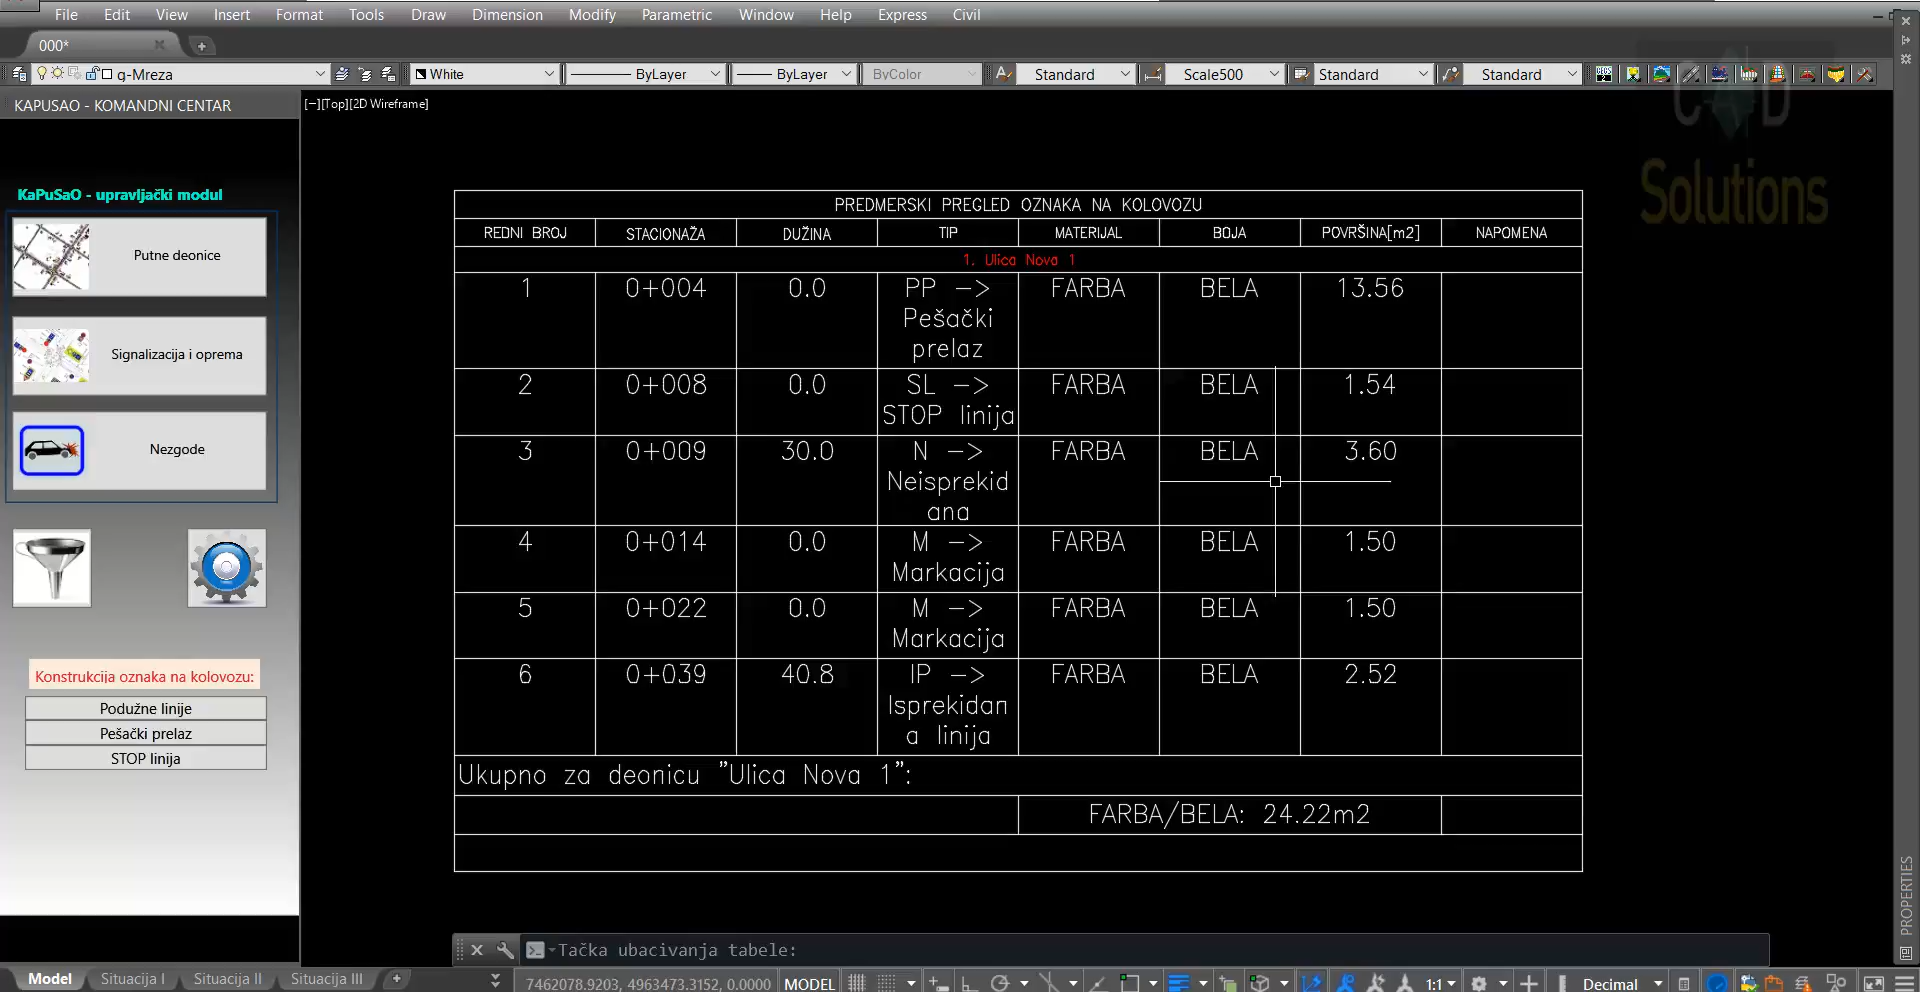 File Edit View Insert Format Tools Draw Dimension Modify Parametric Window Help Express Civil
000*
g-Mreza White ByLayer ByLayer ByColor Standard Scale500 Standard Standard
KAPUSAO - KOMANDNI CENTAR
[−][Top][2D Wireframe]
CAD
Solutions
KaPuSaO - upravljački modul
Putne deonice
Signalizacija i oprema
Nezgode
Konstrukcija oznaka na kolovozu:
Podužne linije
Pešački prelaz
STOP linija
PREDMERSKI PREGLED OZNAKA NA KOLOVOZU
REDNI BROJ STACIONAŽA DUŽINA TIP MATERIJAL BOJA POVRŠINA[m2] NAPOMENA
1. Ulica Nova 1
1 0+004 0.0 PP −> FARBA BELA 13.56
Pešački
prelaz
2 0+008 0.0 SL −> FARBA BELA 1.54
STOP linija
3 0+009 30.0 N −> FARBA BELA 3.60
Neisprekid
ana
4 0+014 0.0 M −> FARBA BELA 1.50
Markacija
5 0+022 0.0 M −> FARBA BELA 1.50
Markacija
6 0+039 40.8 IP −> FARBA BELA 2.52
Isprekidan
a linija
Ukupno za deonicu "Ulica Nova 1":
FARBA/BELA: 24.22m2
Tačka ubacivanja tabele:
PROPERTIES
Model Situacija I Situacija II Situacija III
7462078.9203, 4963473.3152, 0.0000 MODEL 1:1 Decimal